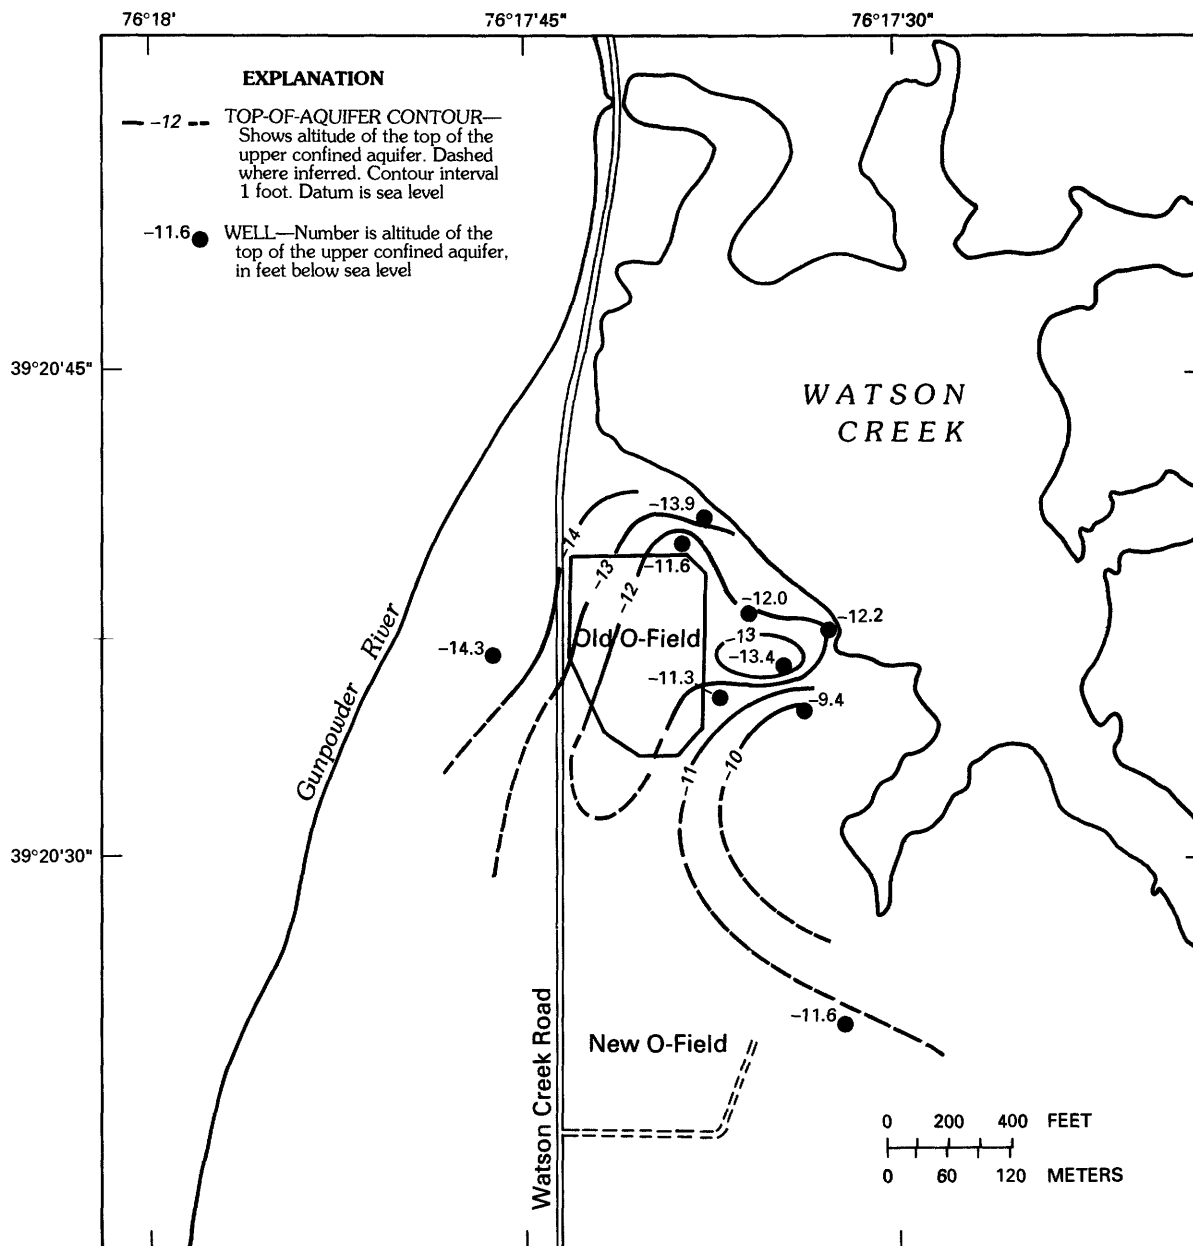 76°18'
76°17'45"
76°17'30"
EXPLANATION
-12
TOP-OF-AQUIFER CONTOUR—
Shows altitude of the top of the
upper confined aquifer. Dashed
where inferred. Contour interval
1 foot. Datum is sea level
-11.6
WELL—Number is altitude of the
top of the upper confined aquifer,
in feet below sea level
39°20'45"
WATSON
CREEK
-13.9
-14
-13
-11.6
-12
-12.0
-12.2
Old O-Field
-13
-14.3
-13.4
-11.3
-9.4
Gunpowder River
-11
-10
39°20'30"
-11.6
Watson Creek Road
New O-Field
0 200 400 FEET
0 60 120 METERS